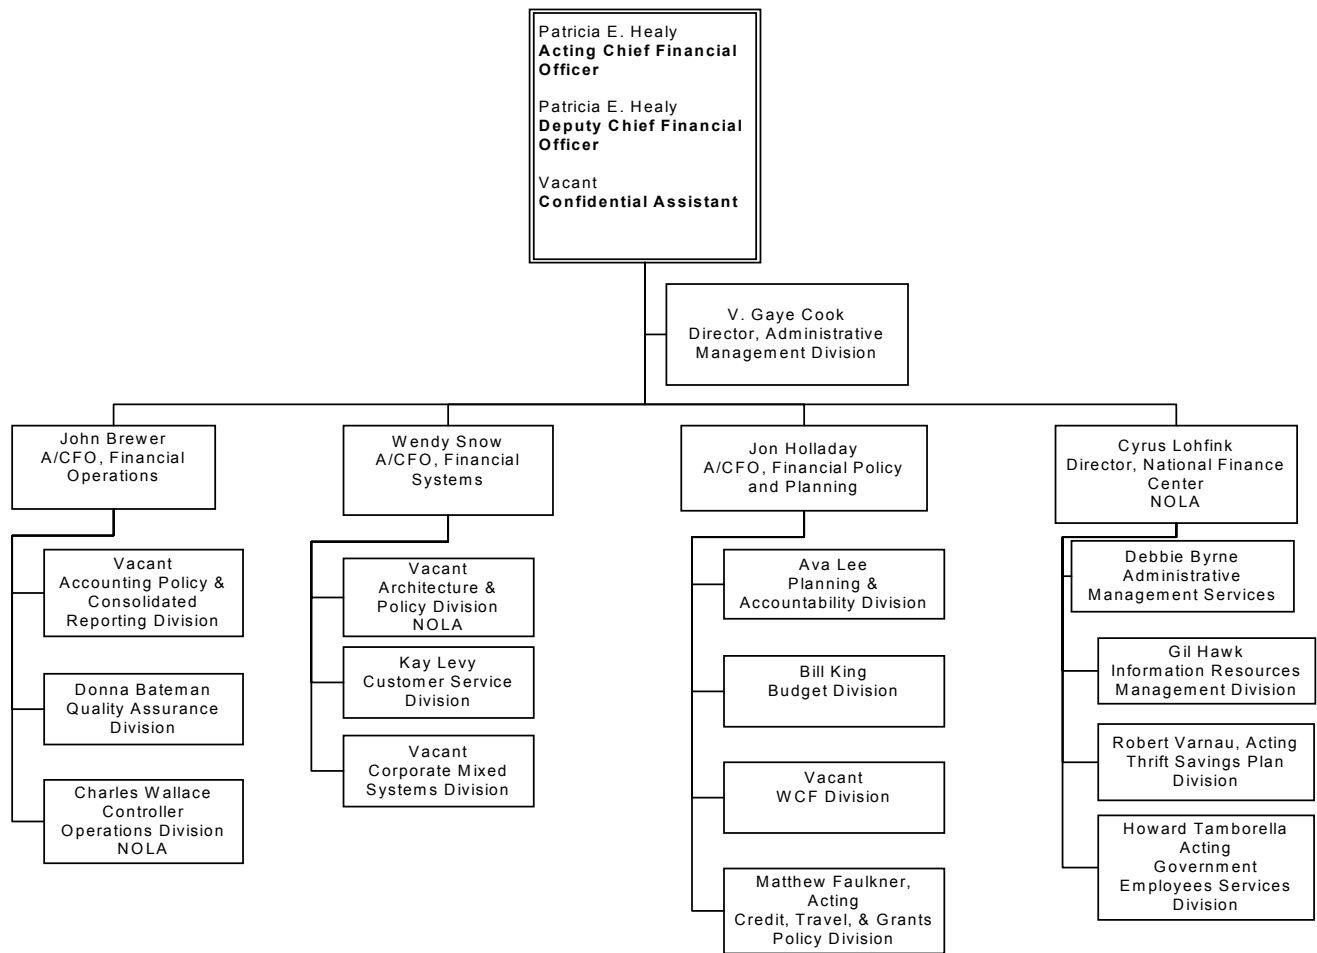 Patricia E. Healy
Acting Chief Financial
Officer
Patricia E. Healy
Deputy Chief Financial
Officer
Vacant
Confidential Assistant
V. Gaye Cook
Director, Administrative
Management Division
John Brewer
A/CFO, Financial
Operations
Wendy Snow
A/CFO, Financial
Systems
Jon Holladay
A/CFO, Financial Policy
and Planning
Cyrus Lohfink
Director, National Finance
Center
NOLA
Vacant
Accounting Policy &
Consolidated
Reporting Division
Donna Bateman
Quality Assurance
Division
Charles Wallace
Controller
Operations Division
NOLA
Vacant
Architecture &
Policy Division
NOLA
Kay Levy
Customer Service
Division
Vacant
Corporate Mixed
Systems Division
Ava Lee
Planning &
Accountability Division
Bill King
Budget Division
Vacant
WCF Division
Matthew Faulkner,
Acting
Credit, Travel, & Grants
Policy Division
Debbie Byrne
Administrative
Management Services
Gil Hawk
Information Resources
Management Division
Robert Varnau, Acting
Thrift Savings Plan
Division
Howard Tamborella
Acting
Government
Employees Services
Division